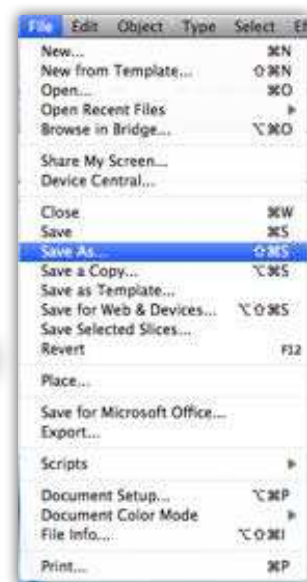 File Edit Object Type Select Ef
New... ⌘N
New from Template... ⇧⌘N
Open... ⌘O
Open Recent Files ▶
Browse in Bridge... ⌥⌘O
Share My Screen...
Device Central...
Close ⌘W
Save ⌘S
Save As... ⇧⌘S
Save a Copy... ⌥⌘S
Save as Template...
Save for Web & Devices... ⌥⇧⌘S
Save Selected Slices...
Revert F12
Place...
Save for Microsoft Office...
Export...
Scripts ▶
Document Setup... ⌥⌘P
Document Color Mode ▶
File Info... ⌥⇧⌘I
Print... ⌘P